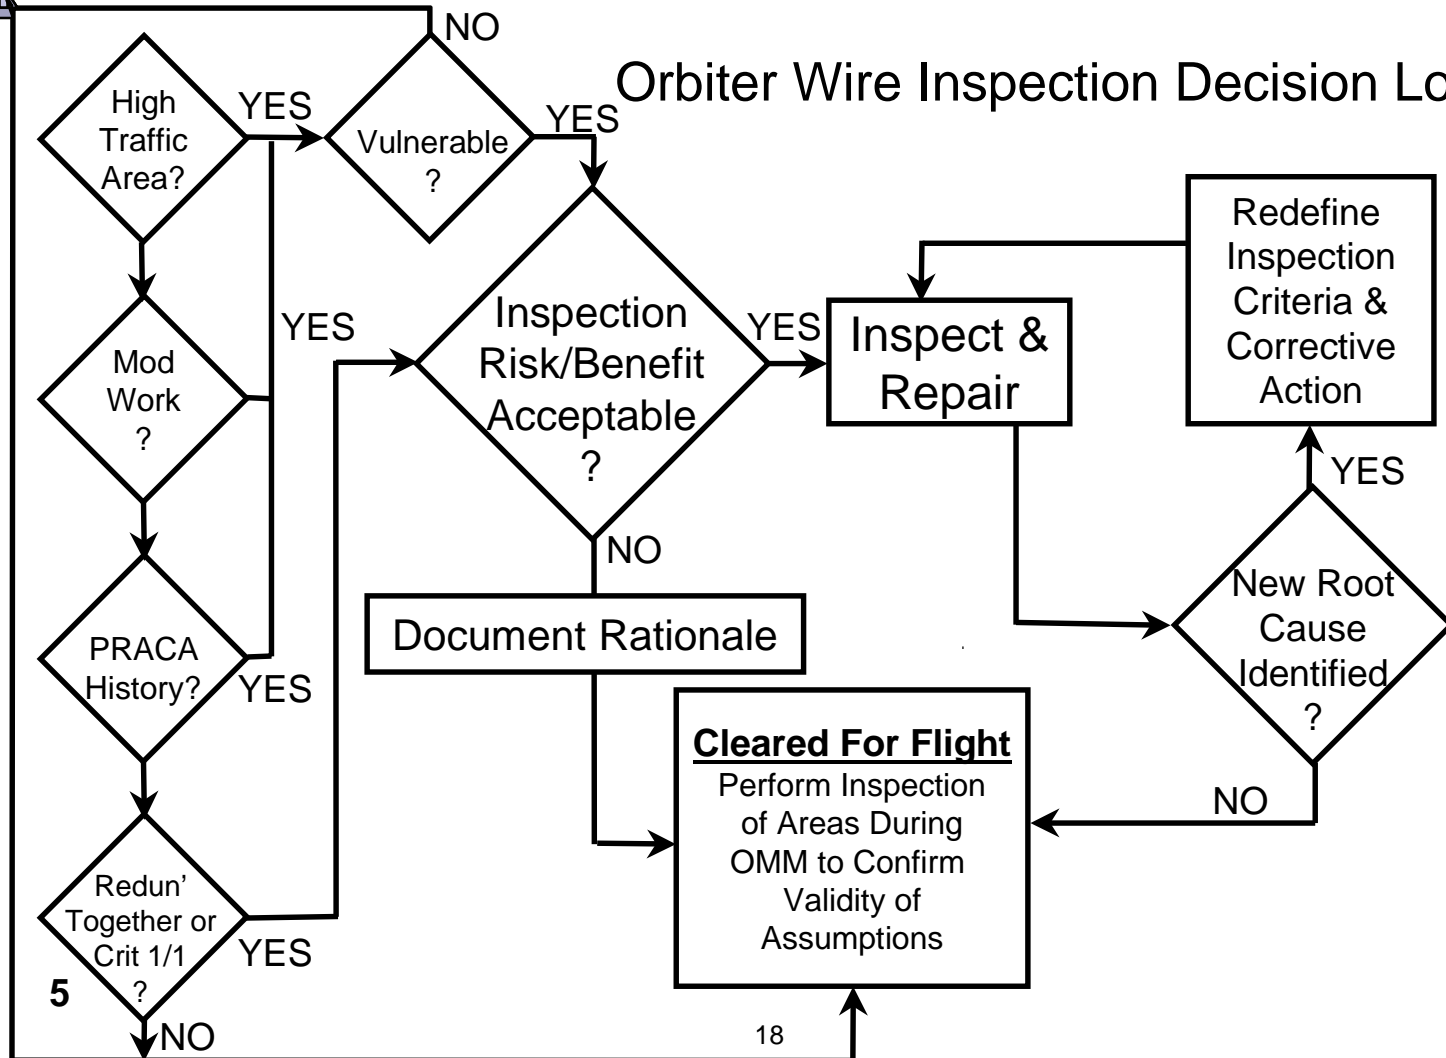 Orbiter Wire Inspection Decision Lo
NO
High
Traffic
Area?
YES
Vulnerable
?
YES
Mod
Work
?
YES
PRACA
History?
YES
Redun'
Together or
Crit 1/1
?
YES
NO
Inspection
Risk/Benefit
Acceptable
?
YES
NO
Inspect &
Repair
Redefine
Inspection
Criteria &
Corrective
Action
YES
New Root
Cause
Identified
?
NO
Document Rationale
Cleared For Flight
Perform Inspection
of Areas During
OMM to Confirm
Validity of
Assumptions
5
18